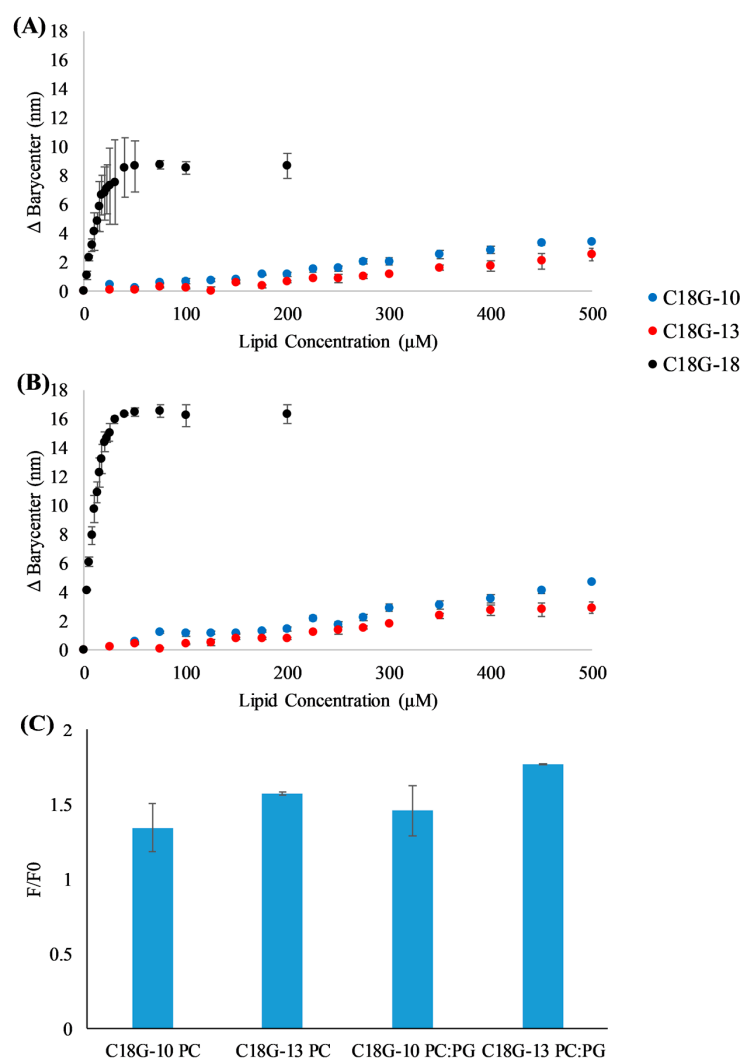 (A)
18
16
14
12
10
8
6
4
2
0
Δ Barycenter (nm)
0 100 200 300 400 500
Lipid Concentration (µM)
C18G-10
C18G-13
C18G-18
(B)
18
16
14
12
10
8
6
4
2
0
Δ Barycenter (nm)
0 100 200 300 400 500
Lipid Concentration (µM)
(C)
2
1.5
1
0.5
0
F/F0
C18G-10 PC C18G-13 PC C18G-10 PC:PG C18G-13 PC:PG